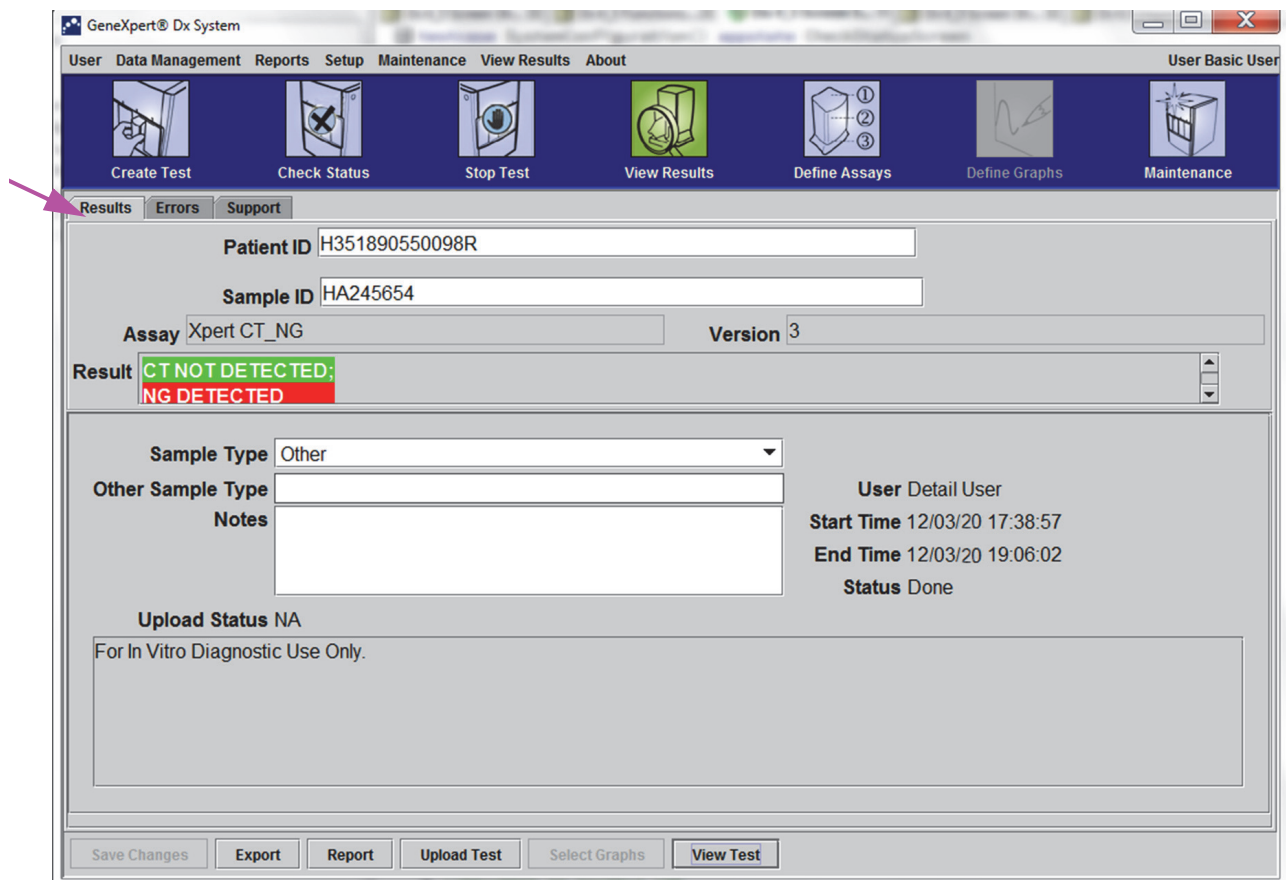 GeneXpert® Dx System
User Data Management Reports Setup Maintenance View Results About User Basic User
① ② ③
Create Test Check Status Stop Test View Results Define Assays Define Graphs Maintenance
Results Errors Support
Patient ID H351890550098R
Sample ID HA245654
Assay Xpert CT_NG Version 3
Result CT NOT DETECTED;
NG DETECTED
Sample Type Other
Other Sample Type User Detail User
Notes Start Time 12/03/20 17:38:57
End Time 12/03/20 19:06:02
Status Done
Upload Status NA
For In Vitro Diagnostic Use Only.
Save Changes Export Report Upload Test Select Graphs View Test